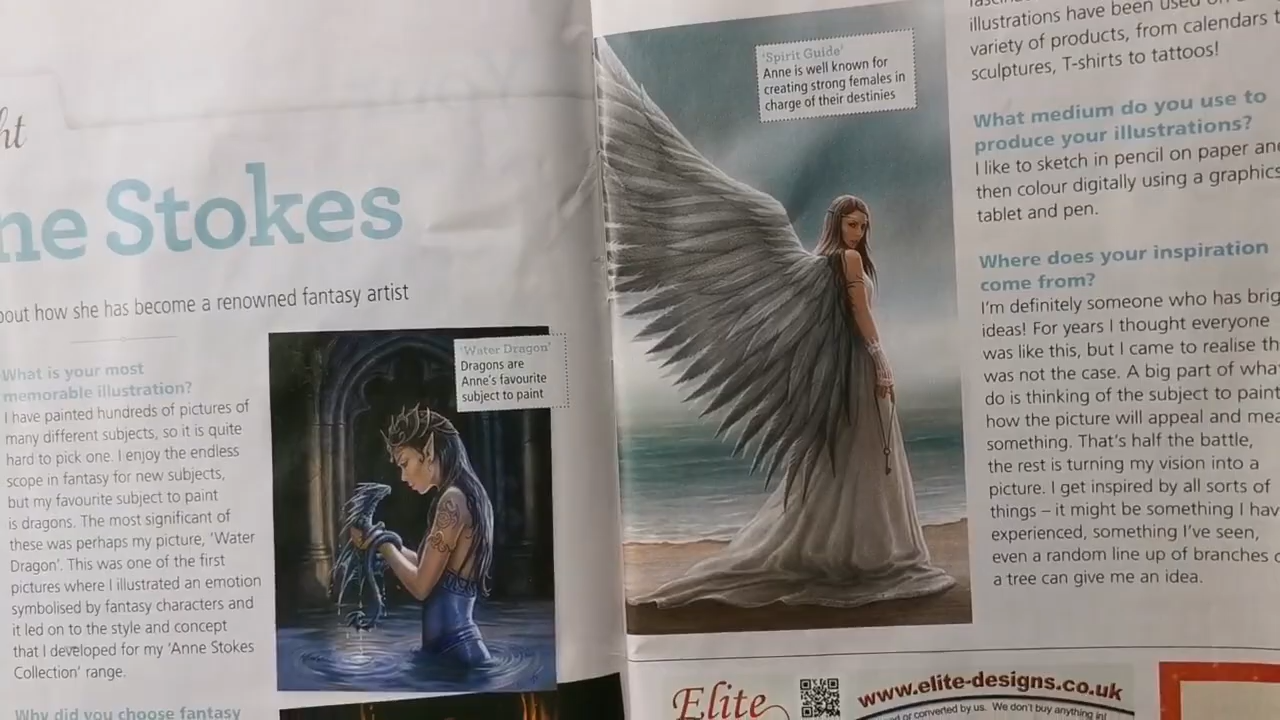 ht
ne Stokes
out how she has become a renowned fantasy artist
What is your most
memorable illustration?
I have painted hundreds of pictures of
many different subjects, so it is quite
hard to pick one. I enjoy the endless
scope in fantasy for new subjects,
but my favourite subject to paint
is dragons. The most significant of
these was perhaps my picture, 'Water
Dragon'. This was one of the first
pictures where I illustrated an emotion
symbolised by fantasy characters and
it led on to the style and concept
that I developed for my 'Anne Stokes
Collection' range.
Why did you choose fantasy
'Water Dragon'
Dragons are
Anne's favourite
subject to paint
'Spirit Guide'
Anne is well known for
creating strong females in
charge of their destinies
illustrations have been used on
variety of products, from calendars t
sculptures, T-shirts to tattoos!
What medium do you use to
produce your illustrations?
I like to sketch in pencil on paper and
then colour digitally using a graphics
tablet and pen.
Where does your inspiration
come from?
I'm definitely someone who has brig
ideas! For years I thought everyone
was like this, but I came to realise th
was not the case. A big part of wha
do is thinking of the subject to paint
how the picture will appeal and mea
something. That's half the battle,
the rest is turning my vision into a
picture. I get inspired by all sorts of
things – it might be something I hav
experienced, something I've seen,
even a random line up of branches o
a tree can give me an idea.
Elite
www.elite-designs.co.uk
d or converted by us. We don't buy anything in!